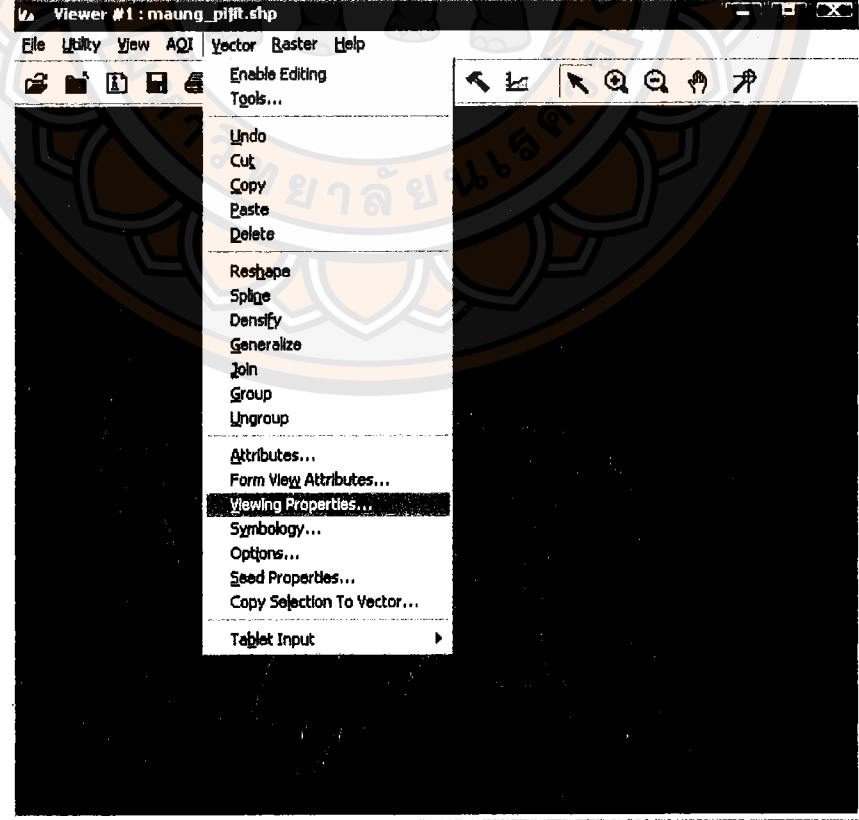 Viewer #1 : maung_pijit.shp
File Utility View AOI Vector Raster Help
Enable Editing
Tools...
Undo
Cut
Copy
Paste
Delete
Reshape
Spline
Densify
Generalize
Join
Group
Ungroup
Attributes...
Form View Attributes...
Viewing Properties...
Symbology...
Options...
Seed Properties...
Copy Selection To Vector...
Tablet Input